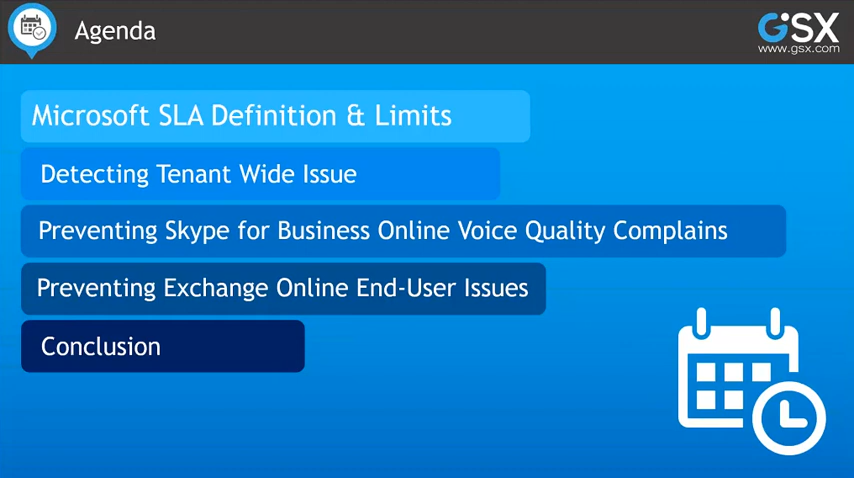 Agenda
GSX
www.gsx.com
Microsoft SLA Definition & Limits
Detecting Tenant Wide Issue
Preventing Skype for Business Online Voice Quality Complains
Preventing Exchange Online End-User Issues
Conclusion